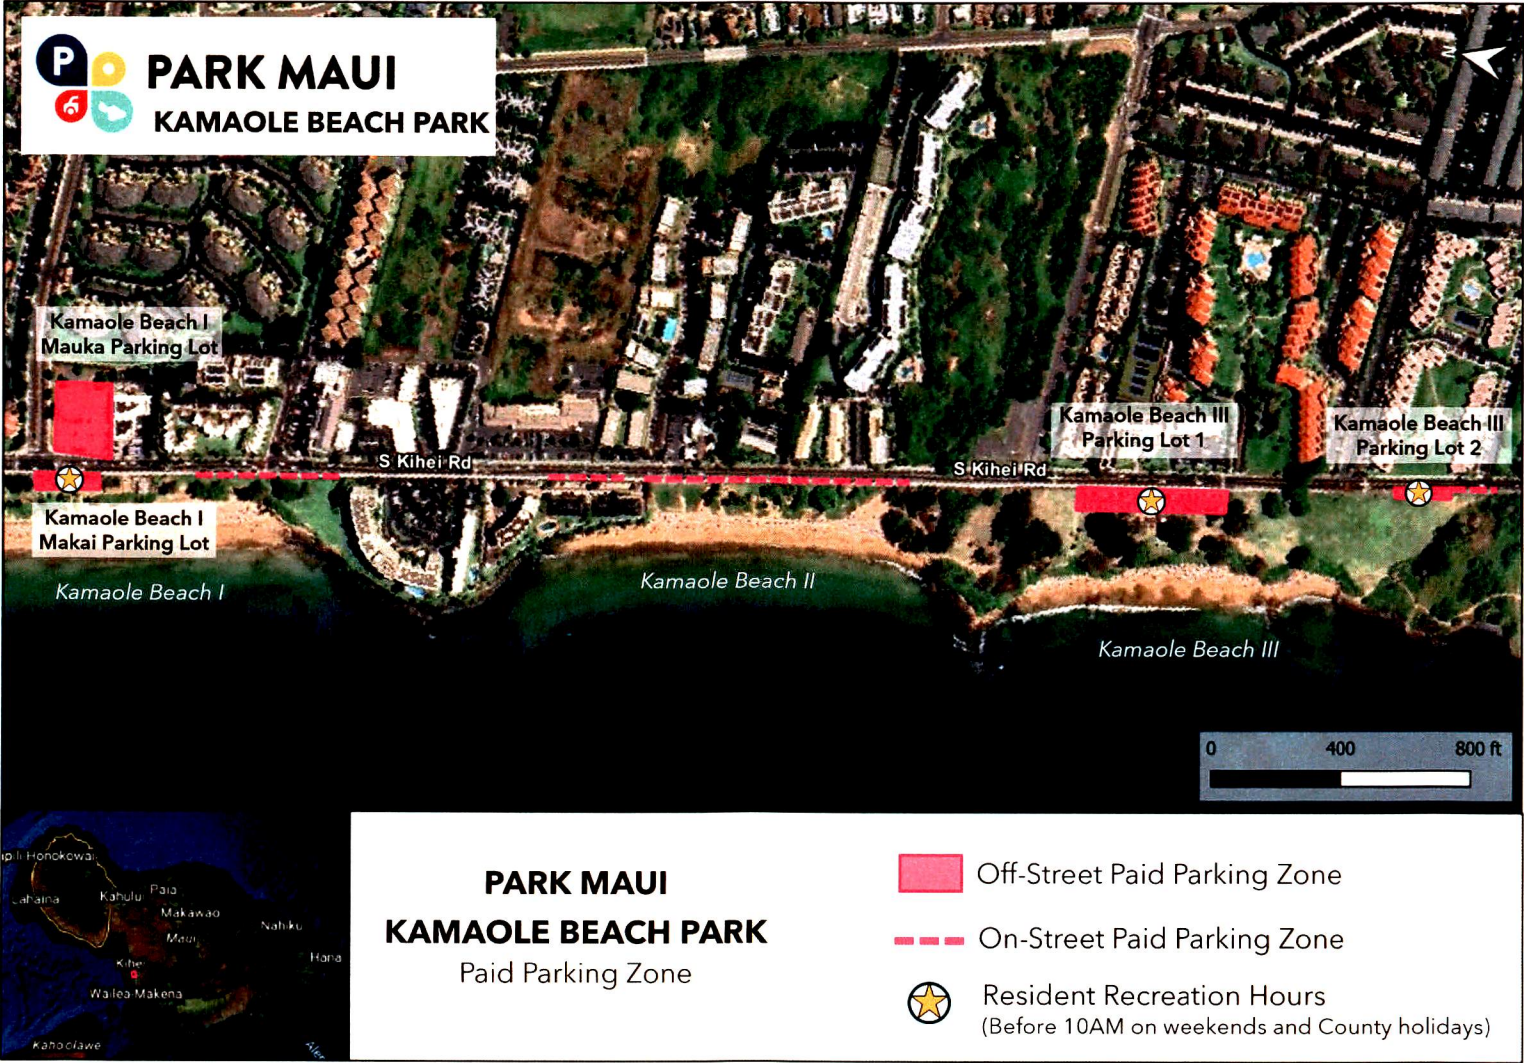 P
PARK MAUI
KAMAOLE BEACH PARK
N
Kamaole Beach I
Mauka Parking Lot
S Kihei Rd
Kamaole Beach I
Makai Parking Lot
S Kihei Rd
Kamaole Beach III
Parking Lot 1
Kamaole Beach III
Parking Lot 2
Kamaole Beach I
Kamaole Beach II
Kamaole Beach III
0 400 800 ft
Honokowai
Lahaina
Kahului
Paia
Makawao
Maui
Nahiku
Hana
Kihei
Wailea-Makena
Kahoolawe
PARK MAUI
KAMAOLE BEACH PARK
Paid Parking Zone
Off-Street Paid Parking Zone
On-Street Paid Parking Zone
Resident Recreation Hours
(Before 10AM on weekends and County holidays)